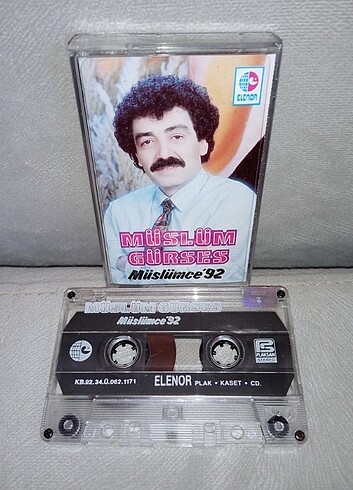 ELENOR
MÜSLÜM
GÜRSES
Müslümce'92
MÜSLÜM GÜRSES
Müslümce'92
PLAKSAN
STEREO
KB.92.34.Ü.062.1171
ELENOR PLAK • KASET • CD.